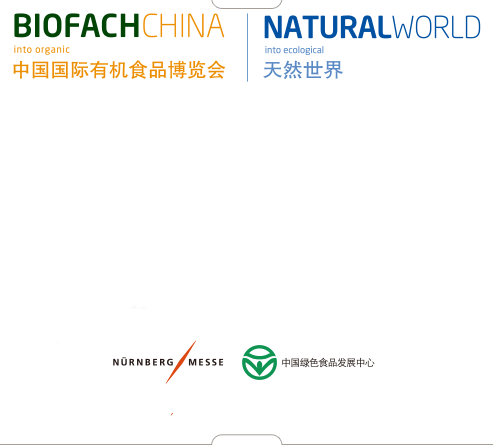 BIOFACHCHINA
into organic
中国国际有机食品博览会
NATURALWORLD
into ecological
天然世界
NÜRNBERG MESSE
中国绿色食品发展中心